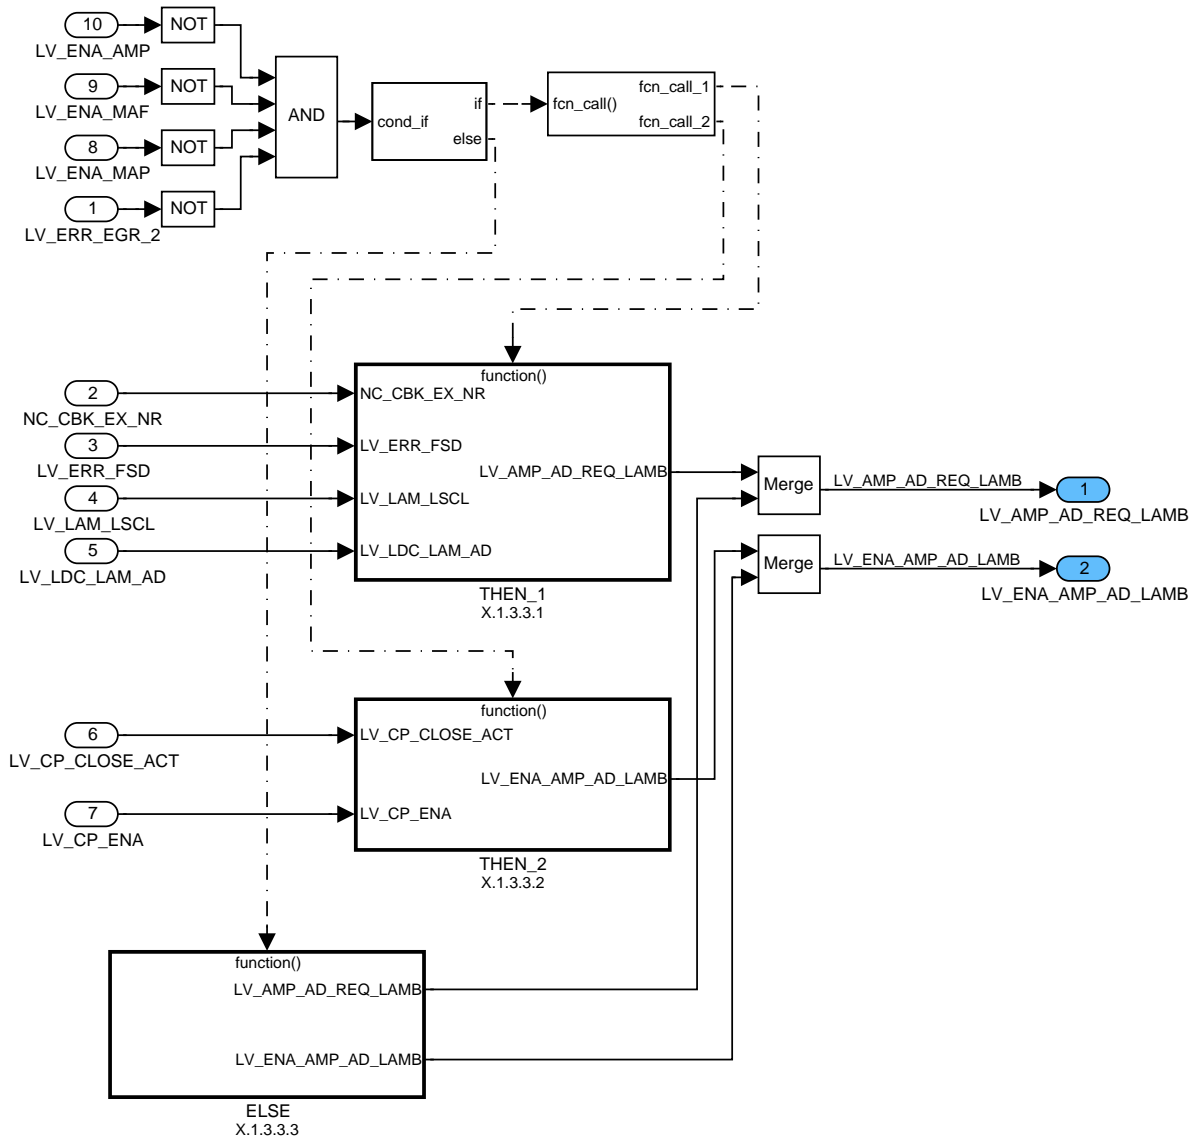 10
NOT
LV_ENA_AMP
9
NOT
LV_ENA_MAF
8
NOT
LV_ENA_MAP
1
NOT
LV_ERR_EGR_2
AND
cond_if
if
else
fcn_call()
fcn_call_1
fcn_call_2
function()
2
NC_CBK_EX_NR
NC_CBK_EX_NR
3
LV_ERR_FSD
LV_ERR_FSD
4
LV_LAM_LSCL
LV_LAM_LSCL
5
LV_LDC_LAM_AD
LV_LDC_LAM_AD
LV_AMP_AD_REQ_LAMB
THEN_1
X.1.3.3.1
Merge
LV_AMP_AD_REQ_LAMB
1
LV_AMP_AD_REQ_LAMB
Merge
LV_ENA_AMP_AD_LAMB
2
LV_ENA_AMP_AD_LAMB
function()
6
LV_CP_CLOSE_ACT
LV_CP_CLOSE_ACT
7
LV_CP_ENA
LV_CP_ENA
LV_ENA_AMP_AD_LAMB
THEN_2
X.1.3.3.2
function()
LV_AMP_AD_REQ_LAMB
LV_ENA_AMP_AD_LAMB
ELSE
X.1.3.3.3